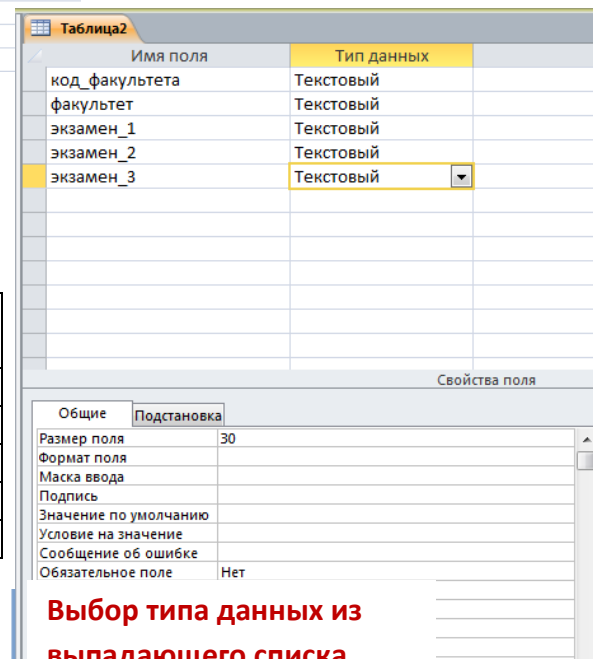 Таблица2
Имя поля Тип данных
код_факультета Текстовый
факультет Текстовый
экзамен_1 Текстовый
экзамен_2 Текстовый
экзамен_3 Текстовый
Свойства поля
Общие Подстановка
Размер поля 30
Формат поля
Маска ввода
Подпись
Значение по умолчанию
Условие на значение
Сообщение об ошибке
Обязательное поле Нет
Выбор типа данных из
выпадающего списка